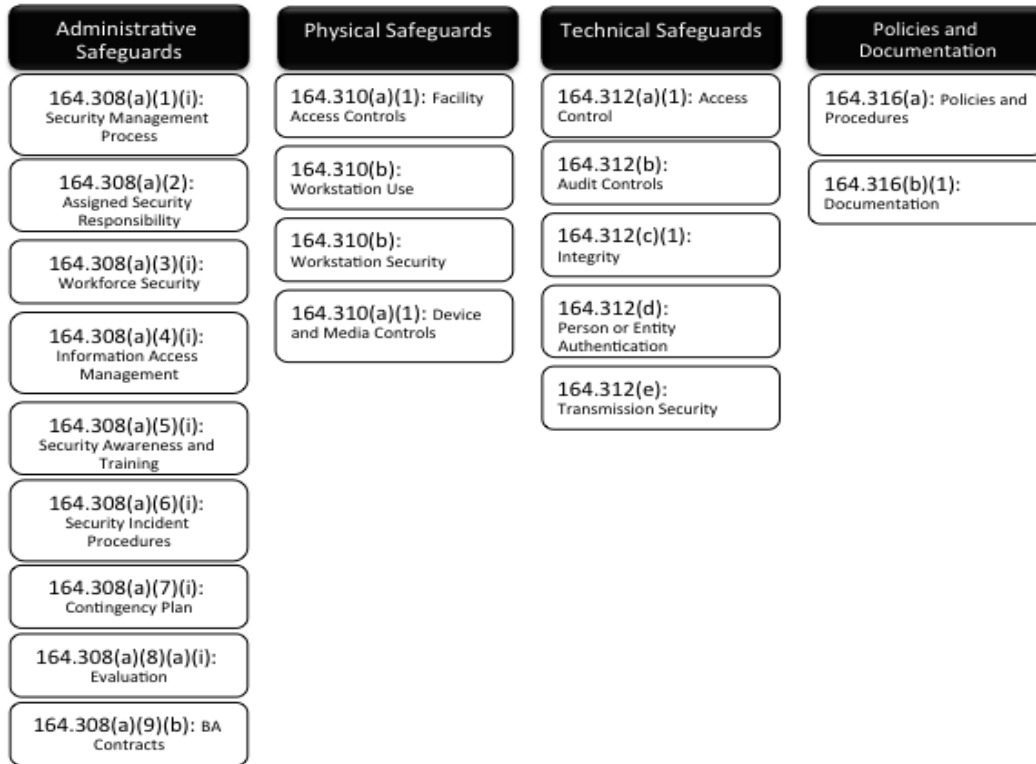 Administrative
Safeguards
164.308(a)(1)(i):
Security Management
Process
164.308(a)(2):
Assigned Security
Responsibility
164.308(a)(3)(i):
Workforce Security
164.308(a)(4)(i):
Information Access
Management
164.308(a)(5)(i):
Security Awareness and
Training
164.308(a)(6)(i):
Security Incident
Procedures
164.308(a)(7)(i):
Contingency Plan
164.308(a)(8)(a)(i):
Evaluation
164.308(a)(9)(b): BA
Contracts
Physical Safeguards
164.310(a)(1): Facility
Access Controls
164.310(b):
Workstation Use
164.310(b):
Workstation Security
164.310(a)(1): Device
and Media Controls
Technical Safeguards
164.312(a)(1): Access
Control
164.312(b):
Audit Controls
164.312(c)(1):
Integrity
164.312(d):
Person or Entity
Authentication
164.312(e):
Transmission Security
Policies and
Documentation
164.316(a): Policies and
Procedures
164.316(b)(1):
Documentation